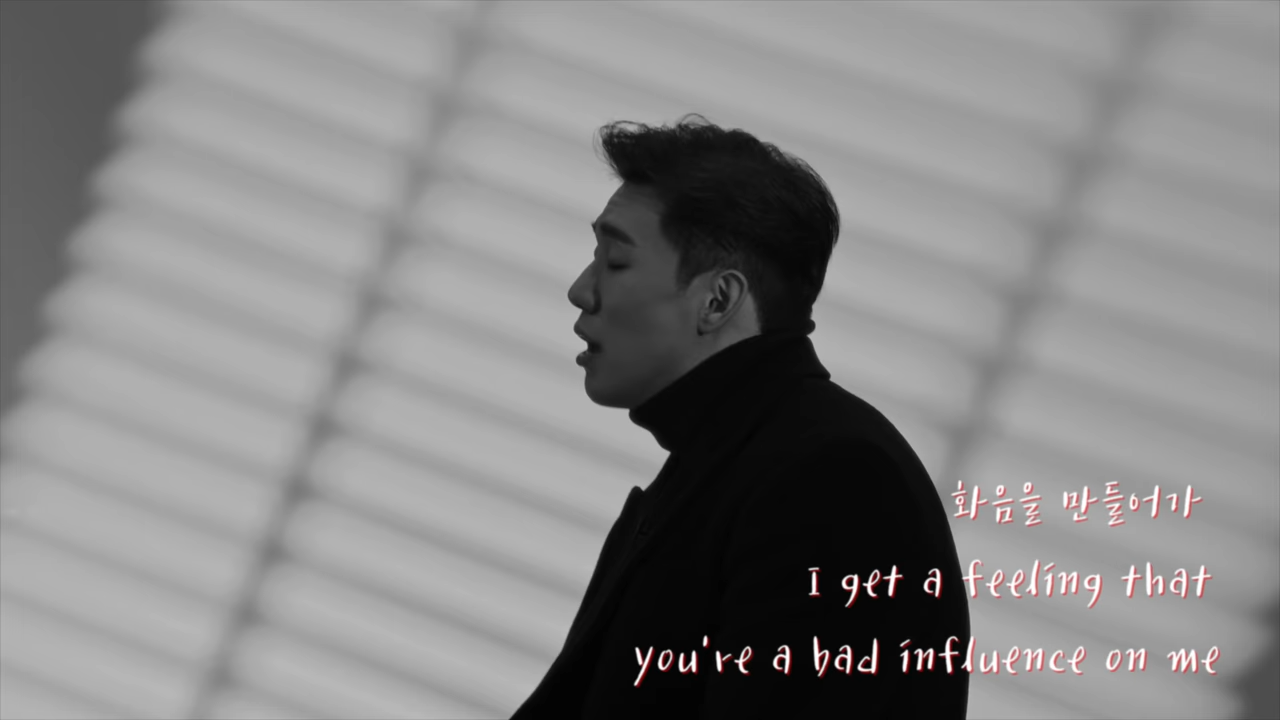 화음을 만들어가
I get a feeling that
you're a bad influence on me